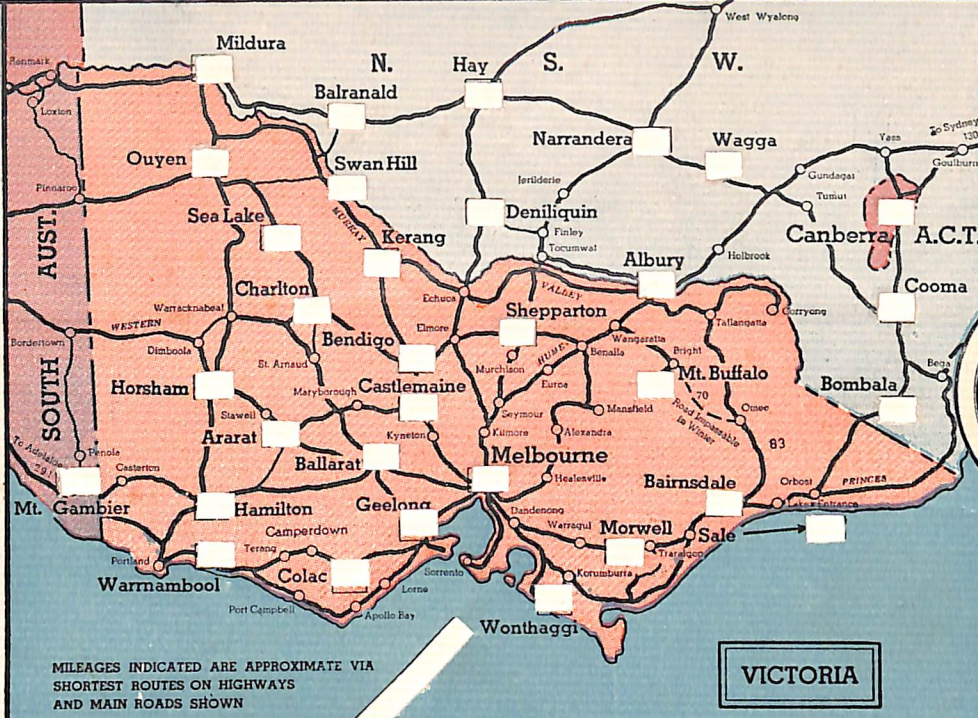 West Wyalong
Mildura
N. S. W.
Hay
Renmark
Balranald
Loxton
Narrandera
Wagga
Yass
To Sydney
130
Goulburn
Ouyen
Swan Hill
Jerilderie
Gundagai
Pinnaroo
Tumut
Sea Lake
MURRAY
Deniliquin
Finley
Canberra
A.C.T.
Kerang
Tocumwal
Holbrook
SOUTH AUST.
Albury
Charlton
Echuca
VALLEY
Cooma
Warracknabeal
Shepparton
Corryong
WESTERN
Elmore
Tallangatta
Bordertown
Bendigo
Wangaratta
Dimboola
HUME
Benalla
Bright
Bega
St. Arnaud
Murchison
Mt. Buffalo
Horsham
Maryborough
Castlemaine
Euroa
70
Bombala
Stawell
Seymour
Mansfield
Road Impassable
in Winter
Omeo
Ararat
Kyneton
Kilmore
Alexandra
83
To Adelaide
291
Penola
Melbourne
Casterton
Ballarat
Healesville
Bairnsdale
Orbost
PRINCES
Mt. Gambier
Hamilton
Geelong
Dandenong
Lakes Entrance
Camperdown
Warragul
Morwell
Sale
Terang
Traralgon
Portland
Colac
Sorrento
Korumburra
Warrnambool
Lorne
Port Campbell
Apollo Bay
Wonthaggi
MILEAGES INDICATED ARE APPROXIMATE VIA
SHORTEST ROUTES ON HIGHWAYS
AND MAIN ROADS SHOWN
VICTORIA